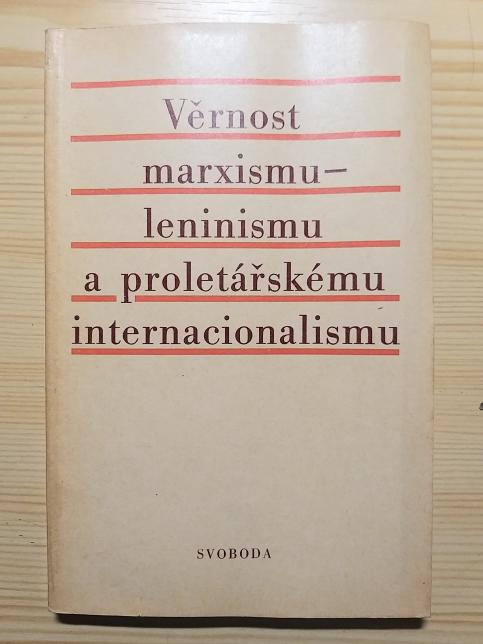 Věrnost
marxismu–
leninismu
a proletářskému
internacionalismu
SVOBODA